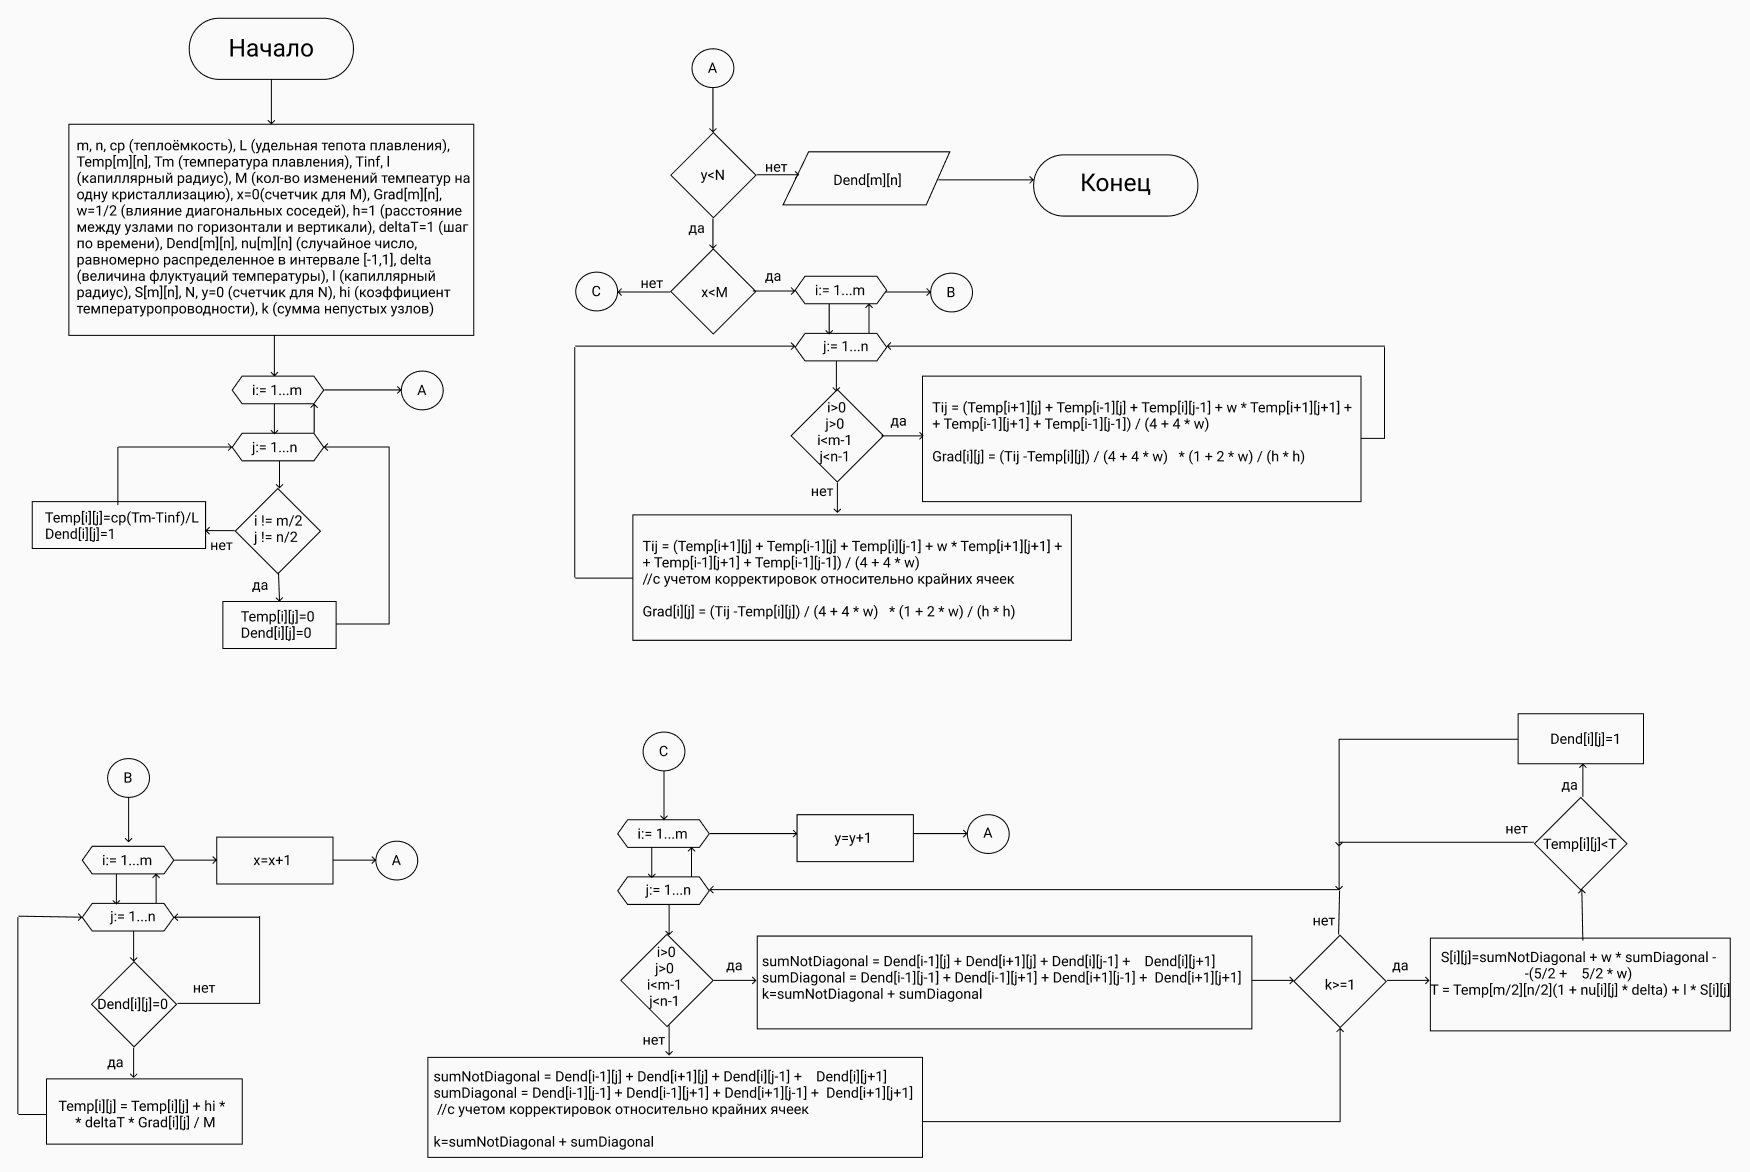 Начало
m, n, cp (теплоёмкость), L (удельная тепота плавления),
Temp[m][n], Tm (температура плавления), Tinf, l
(капиллярный радиус), M (кол-во изменений темпеатур на
одну кристаллизацию), x=0(счетчик для M), Grad[m][n],
w=1/2 (влияние диагональных соседей), h=1 (расстояние
между узлами по горизонтали и вертикали), deltaT=1 (шаг
по времени), Dend[m][n], nu[m][n] (случайное число,
равномерно распределенное в интервале [-1,1], delta
(величина флуктуаций температуры), l (капиллярный
радиус), S[m][n], N, y=0 (счетчик для N), hi (коэффициент
температуропроводности), k (сумма непустых узлов)
i:= 1...m
A
j:= 1...n
i != m/2
j != n/2
нет
Temp[i][j]=cp(Tm-Tinf)/L
Dend[i][j]=1
да
Temp[i][j]=0
Dend[i][j]=0
A
y<N
нет
Dend[m][n]
Конец
да
x<M
нет
C
да
i:= 1...m
B
j:= 1...n
i>0
j>0
i<m-1
j<n-1
да
Tij = (Temp[i+1][j] + Temp[i-1][j] + Temp[i][j-1] + w * Temp[i+1][j+1] +
+ Temp[i-1][j+1] + Temp[i-1][j-1]) / (4 + 4 * w)
Grad[i][j] = (Tij -Temp[i][j]) / (4 + 4 * w) * (1 + 2 * w) / (h * h)
нет
Tij = (Temp[i+1][j] + Temp[i-1][j] + Temp[i][j-1] + w * Temp[i+1][j+1] +
+ Temp[i-1][j+1] + Temp[i-1][j-1]) / (4 + 4 * w)
//с учетом корректировок относительно крайних ячеек
Grad[i][j] = (Tij -Temp[i][j]) / (4 + 4 * w) * (1 + 2 * w) / (h * h)
B
i:= 1...m
x=x+1
A
j:= 1...n
Dend[i][j]=0
нет
да
Temp[i][j] = Temp[i][j] + hi *
* deltaT * Grad[i][j] / M
C
i:= 1...m
y=y+1
A
j:= 1...n
i>0
j>0
i<m-1
j<n-1
да
sumNotDiagonal = Dend[i-1][j] + Dend[i+1][j] + Dend[i][j-1] + Dend[i][j+1]
sumDiagonal = Dend[i-1][j-1] + Dend[i-1][j+1] + Dend[i+1][j-1] + Dend[i+1][j+1]
k=sumNotDiagonal + sumDiagonal
нет
sumNotDiagonal = Dend[i-1][j] + Dend[i+1][j] + Dend[i][j-1] + Dend[i][j+1]
sumDiagonal = Dend[i-1][j-1] + Dend[i-1][j+1] + Dend[i+1][j-1] + Dend[i+1][j+1]
//с учетом корректировок относительно крайних ячеек
k=sumNotDiagonal + sumDiagonal
k>=1
нет
да
S[i][j]=sumNotDiagonal + w * sumDiagonal -
-(5/2 + 5/2 * w)
T = Temp[m/2][n/2](1 + nu[i][j] * delta) + l * S[i][j]
Temp[i][j]<T
нет
да
Dend[i][j]=1